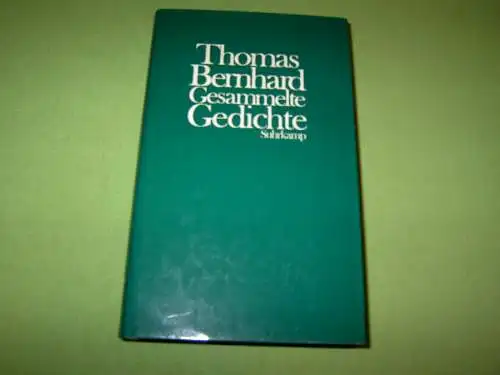 Thomas
Bernhard
Gesammelte
Gedichte
Suhrkamp